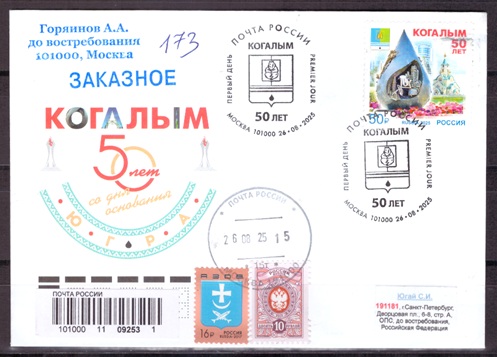 Горяинов А.А.
до востребования
101000, Москва
173
ЗАКАЗНОЕ
КОГАЛЫМ
50 лет
со дня
основания
ЮГРА
ПОЧТА РОССИИ
КОГАЛЫМ
ПЕРВЫЙ ДЕНЬ
PREMIER JOUR
50 ЛЕТ
МОСКВА 101000 26-08-2025
КОГАЛЫМ
50 ЛЕТ
РОССИЯ
ПОЧТА РОССИИ
КОГАЛЫМ
ПЕРВЫЙ ДЕНЬ
PREMIER JOUR
50 ЛЕТ
МОСКВА 101000 26-08-2025
ПОЧТА РОССИИ
26 08 25 15
АЗОВ
16₽
РОССИЯ
10
ПОЧТА РОССИИ
101000 11 09253 1
Югай С.И.
191181, г.Санкт-Петербург,
Дворцовая пл., 6-8, стр. А,
ОПС, до востребования,
Российская Федерация